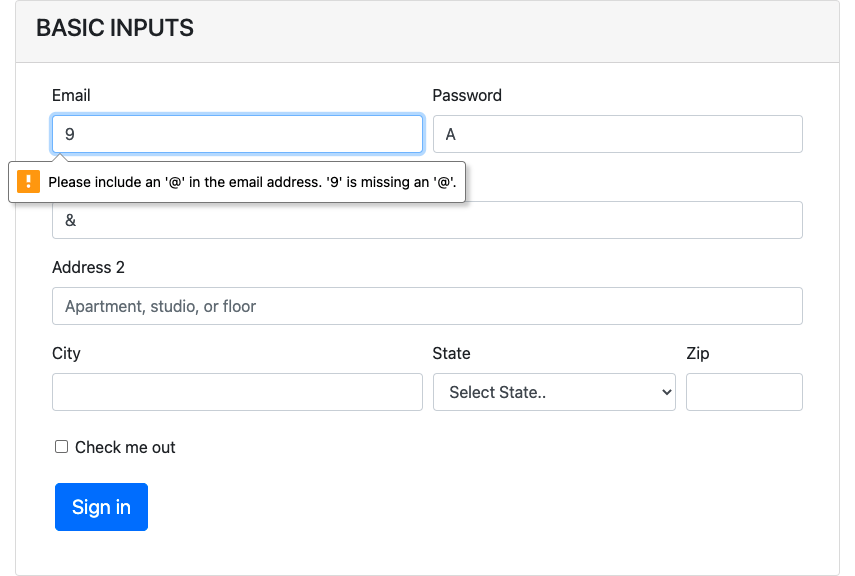 BASIC INPUTS
Email Password
9 A
Please include an '@' in the email address. '9' is missing an '@'.
&
Address 2
Apartment, studio, or floor
City State Zip
Select State..
Check me out
Sign in